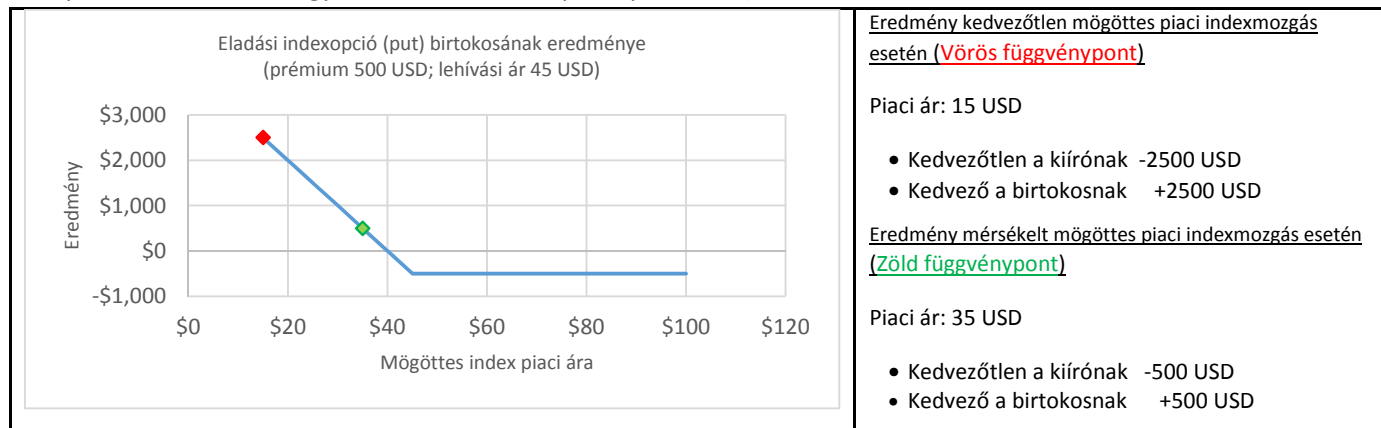 Eladási indexopció (put) birtokosának eredménye
(prémium 500 USD; lehívási ár 45 USD)
Eredmény
$3,000
$2,000
$1,000
$0
-$1,000
$0 $20 $40 $60 $80 $100 $120
Mögöttes index piaci ára
Eredmény kedvezőtlen mögöttes piaci indexmozgás
esetén (Vörös függvénypont)
Piaci ár: 15 USD
• Kedvezőtlen a kiírónak -2500 USD
• Kedvező a birtokosnak +2500 USD
Eredmény mérsékelt mögöttes piaci indexmozgás esetén
(Zöld függvénypont)
Piaci ár: 35 USD
• Kedvezőtlen a kiírónak -500 USD
• Kedvező a birtokosnak +500 USD